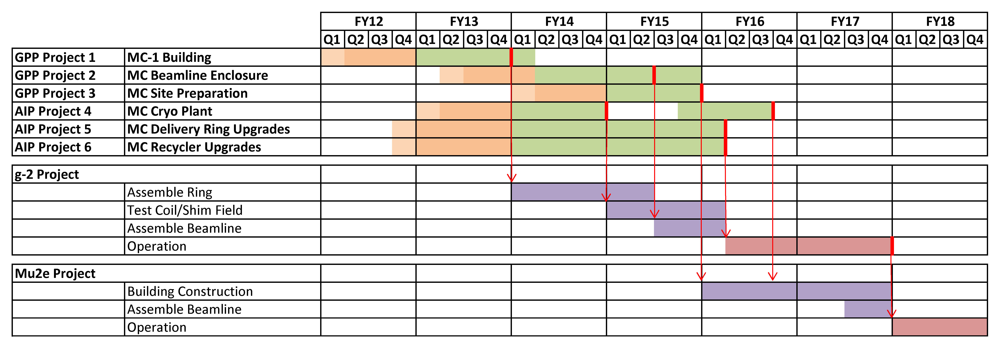 FY12 FY13 FY14 FY15 FY16 FY17 FY18
Q1 Q2 Q3 Q4 Q1 Q2 Q3 Q4 Q1 Q2 Q3 Q4 Q1 Q2 Q3 Q4 Q1 Q2 Q3 Q4 Q1 Q2 Q3 Q4 Q1 Q2 Q3 Q4
GPP Project 1 MC-1 Building
GPP Project 2 MC Beamline Enclosure
GPP Project 3 MC Site Preparation
AIP Project 4 MC Cryo Plant
AIP Project 5 MC Delivery Ring Upgrades
AIP Project 6 MC Recycler Upgrades
g-2 Project
Assemble Ring
Test Coil/Shim Field
Assemble Beamline
Operation
Mu2e Project
Building Construction
Assemble Beamline
Operation